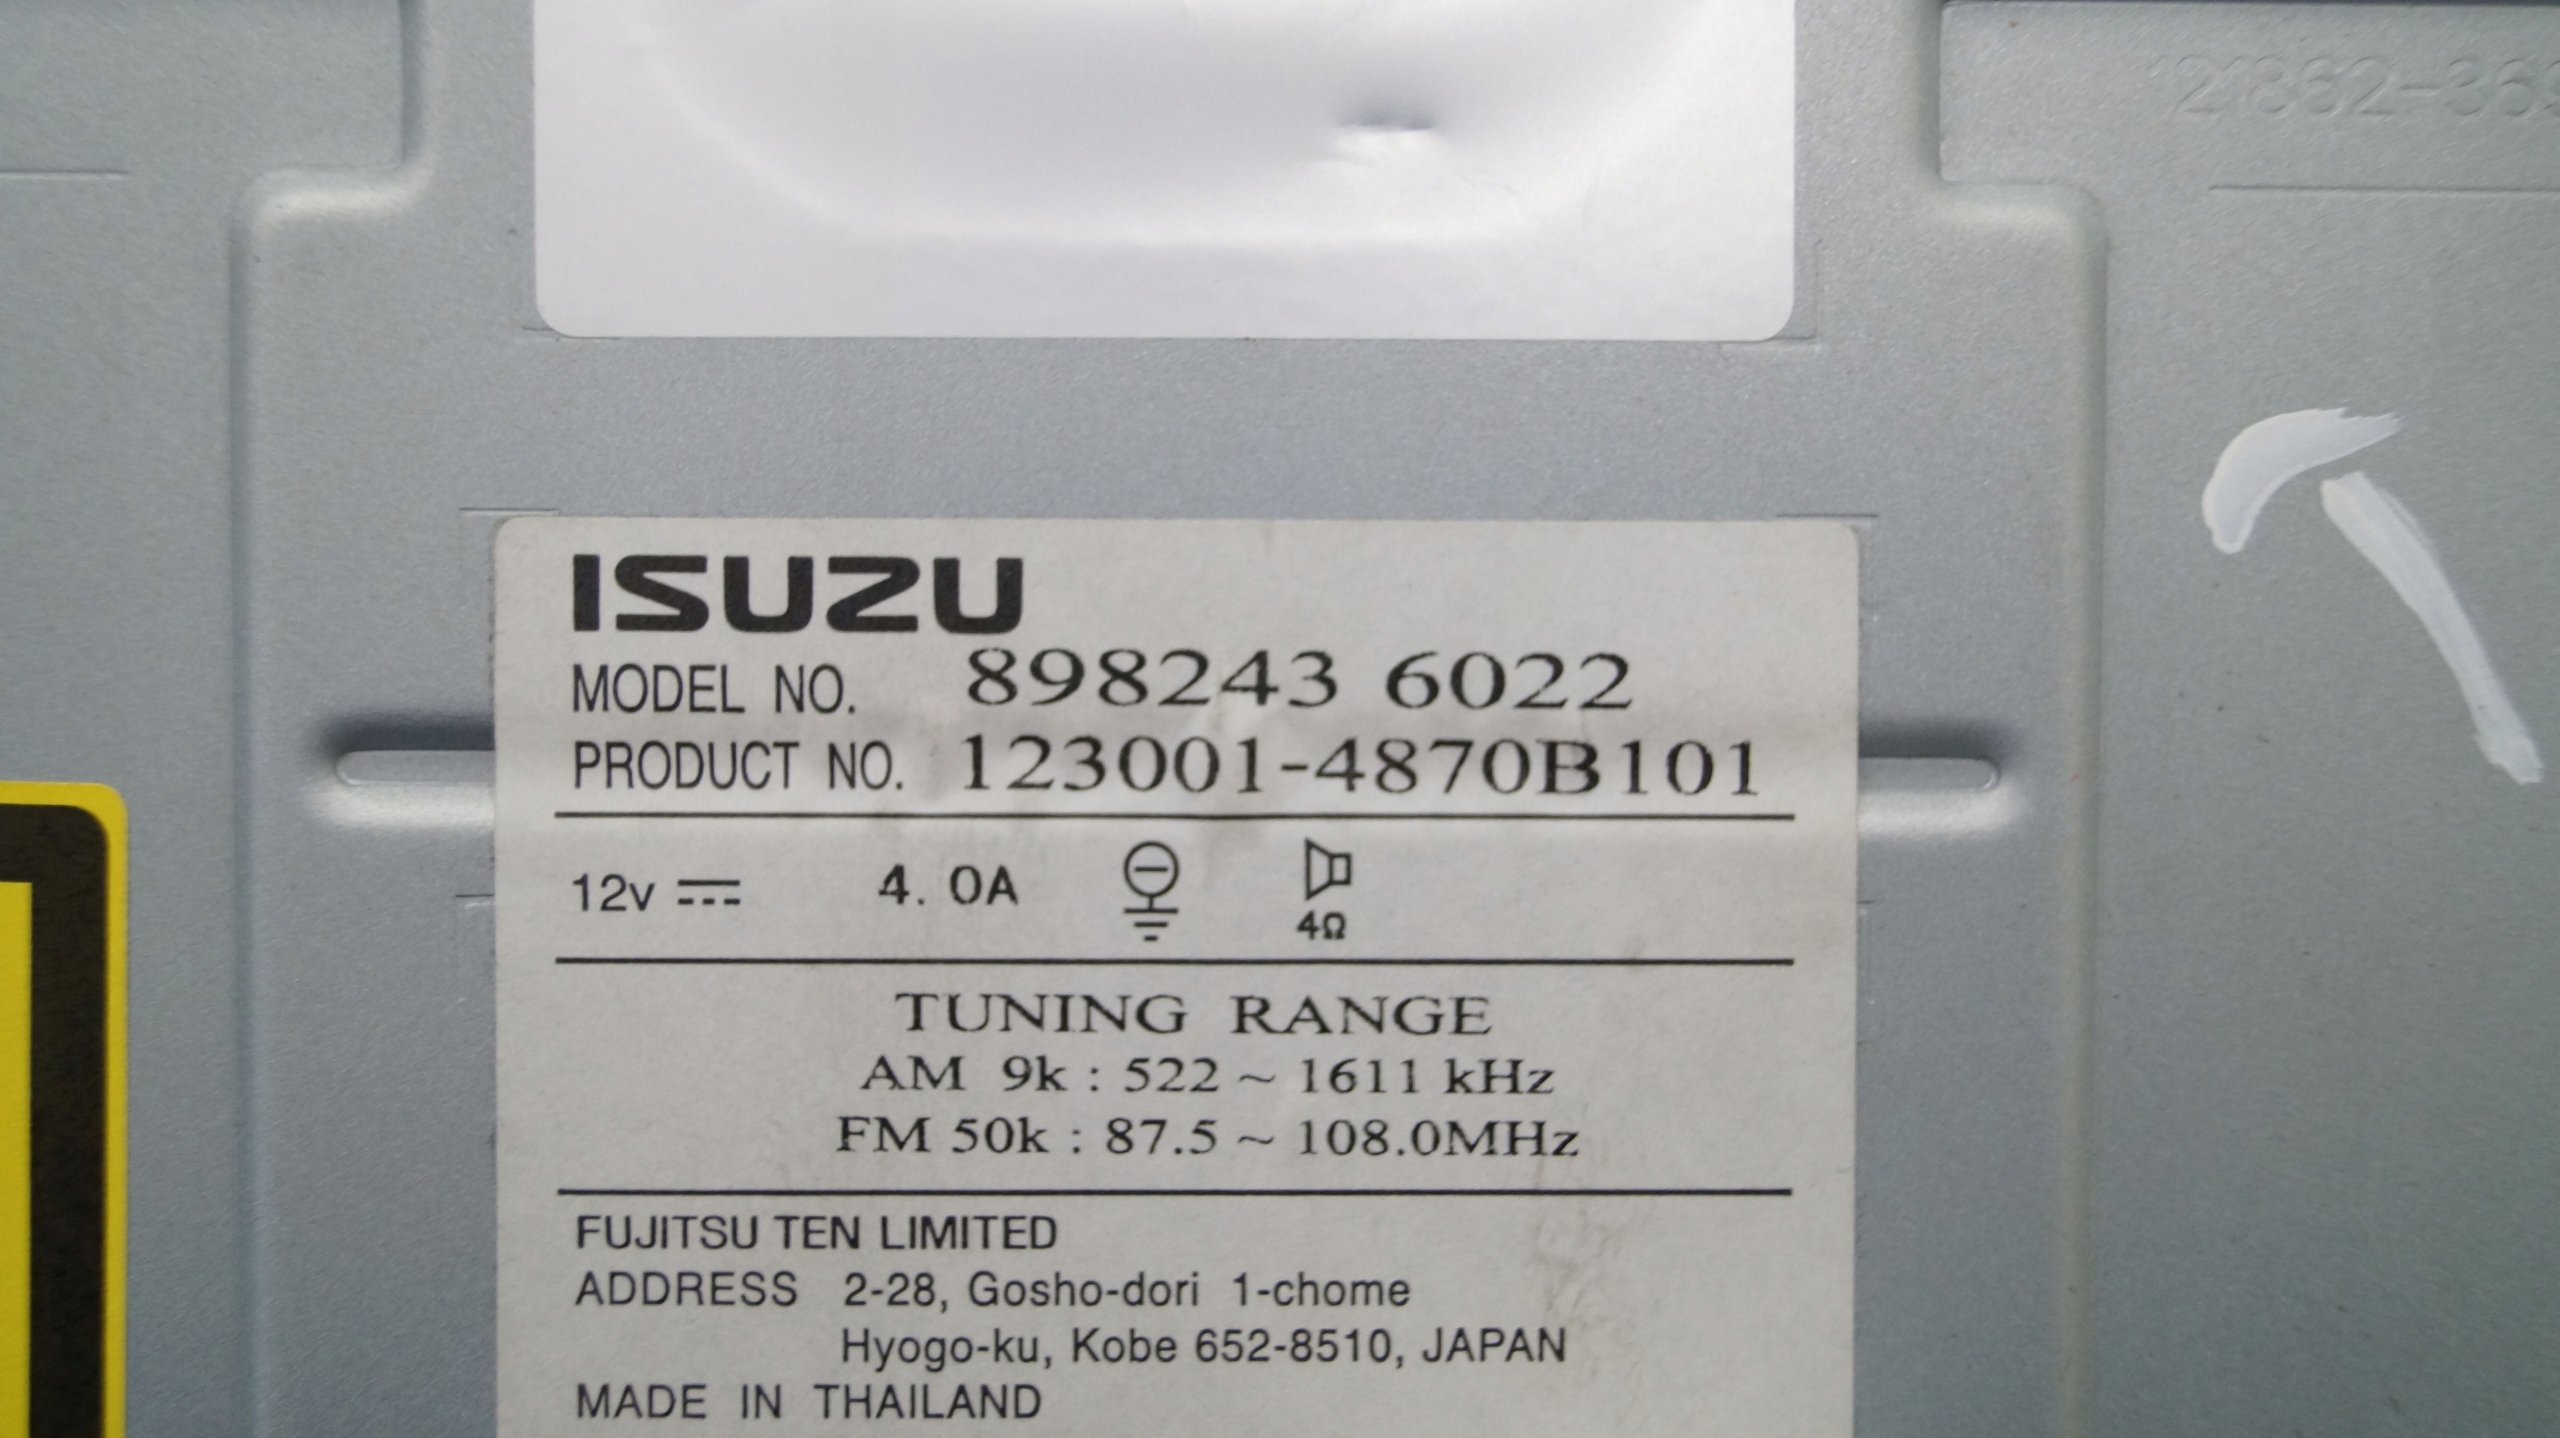 ISUZU
MODEL NO. 898243 6022
PRODUCT NO. 123001-4870B101
12v 4. 0A
4Ω
TUNING RANGE
AM 9k : 522 ~ 1611 kHz
FM 50k : 87.5 ~ 108.0MHz
FUJITSU TEN LIMITED
ADDRESS 2-28, Gosho-dori 1-chome
Hyogo-ku, Kobe 652-8510, JAPAN
MADE IN THAILAND